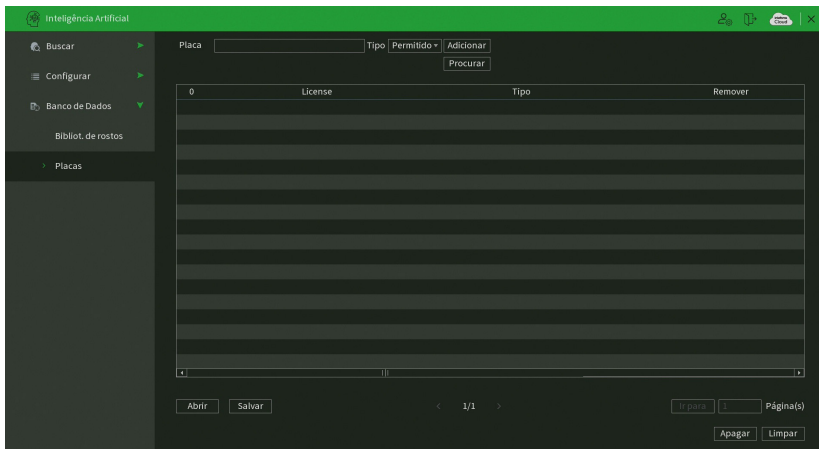 Inteligência Artificial
Cloud
Buscar
Configurar
Banco de Dados
Bibliot. de rostos
Placas
Placa Tipo Permitido Adicionar
Procurar
0 License Tipo Remover
Abrir Salvar < 1/1 > Ir para 1 Página(s)
Apagar Limpar